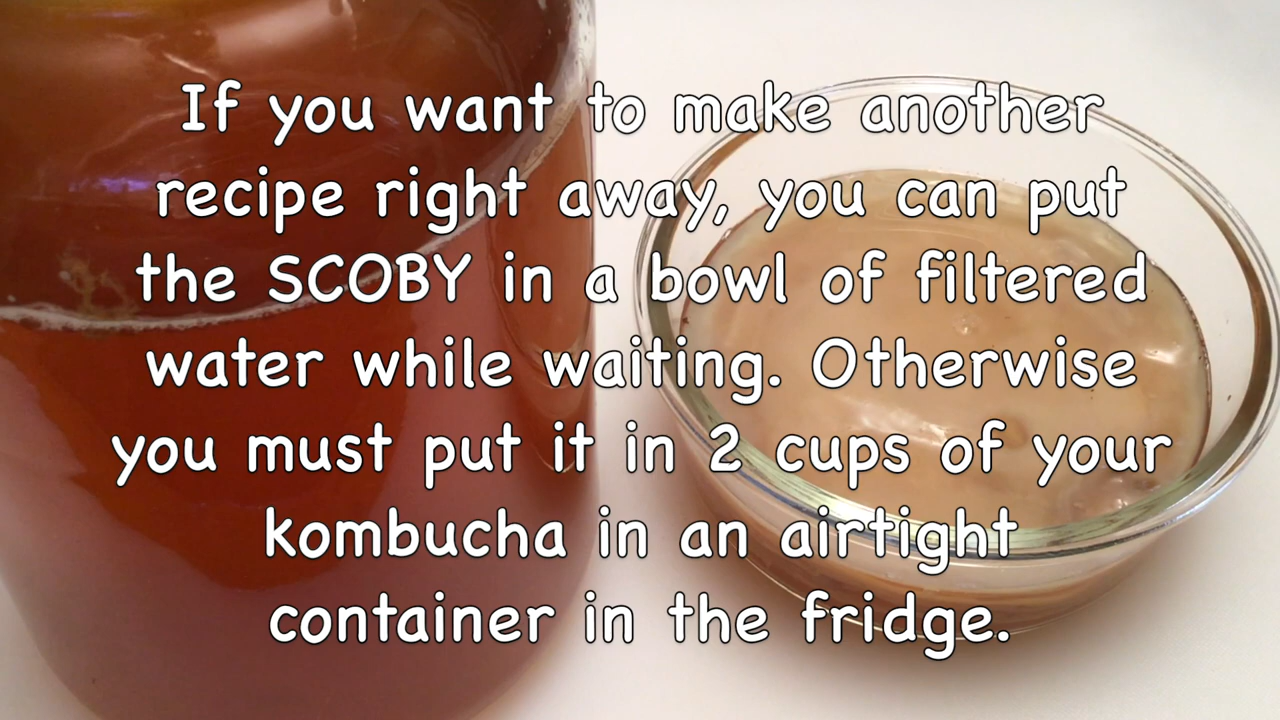 If you want to make another
recipe right away, you can put
the SCOBY in a bowl of filtered
water while waiting. Otherwise
you must put it in 2 cups of your
kombucha in an airtight
container in the fridge.